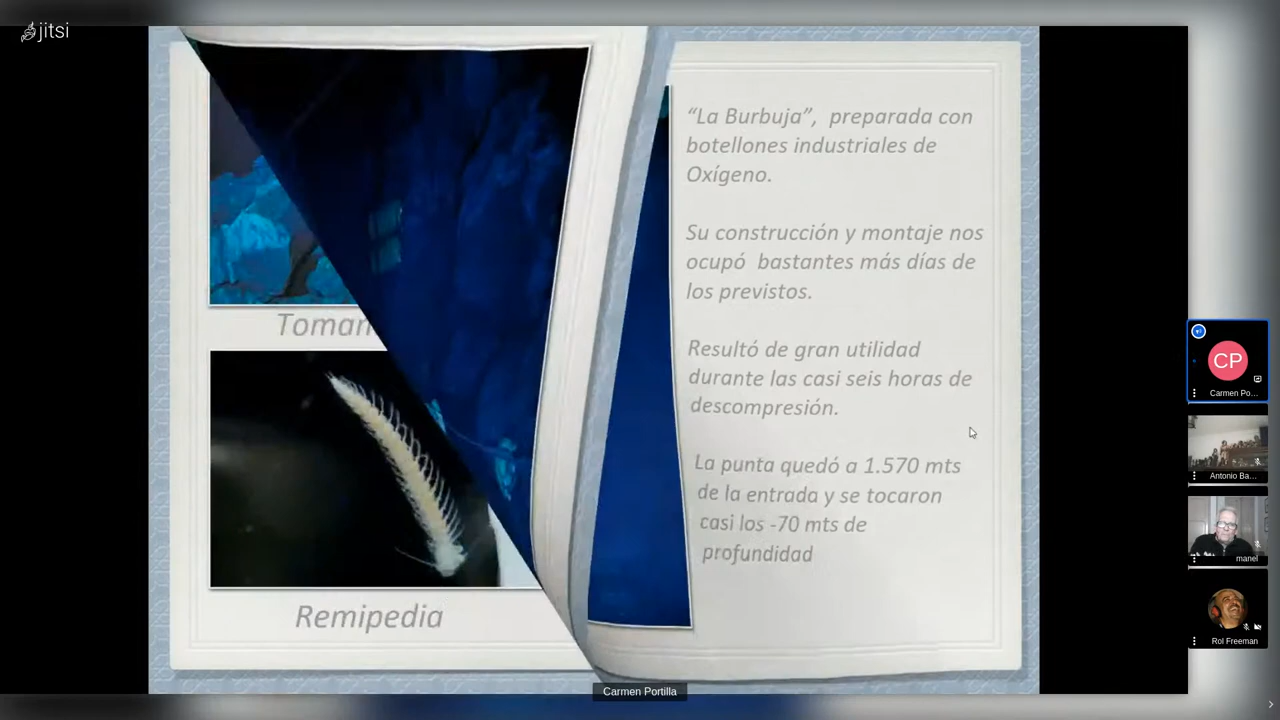 jitsi
"La Burbuja", preparada con
botellones industriales de
Oxígeno.
Su construcción y montaje nos
ocupó bastantes más días de
los previstos.
Resultó de gran utilidad
durante las casi seis horas de
descompresión.
La punta quedó a 1.570 mts
de la entrada y se tocaron
casi los -70 mts de
profundidad
Toman
Remipedia
CP
Carmen Po...
Antonio Ba...
manel
Rol Freeman
Carmen Portilla